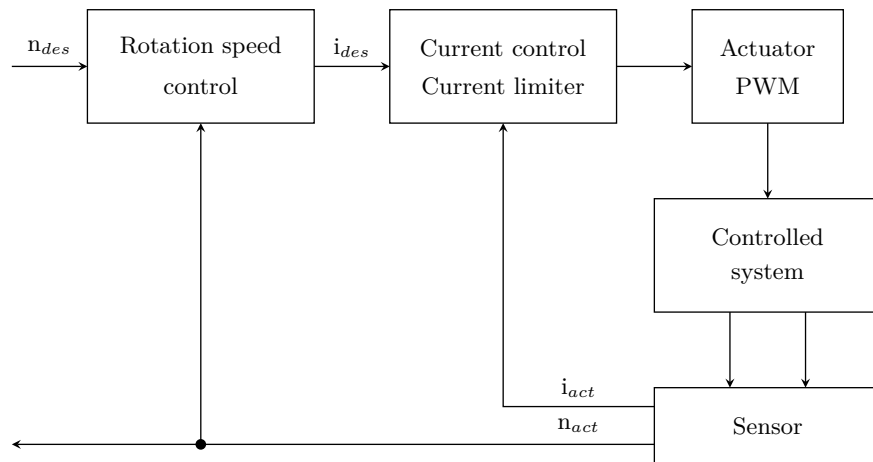 n_des
Rotation speed
control
i_des
Current control
Current limiter
Actuator
PWM
Controlled
system
i_act
n_act
Sensor